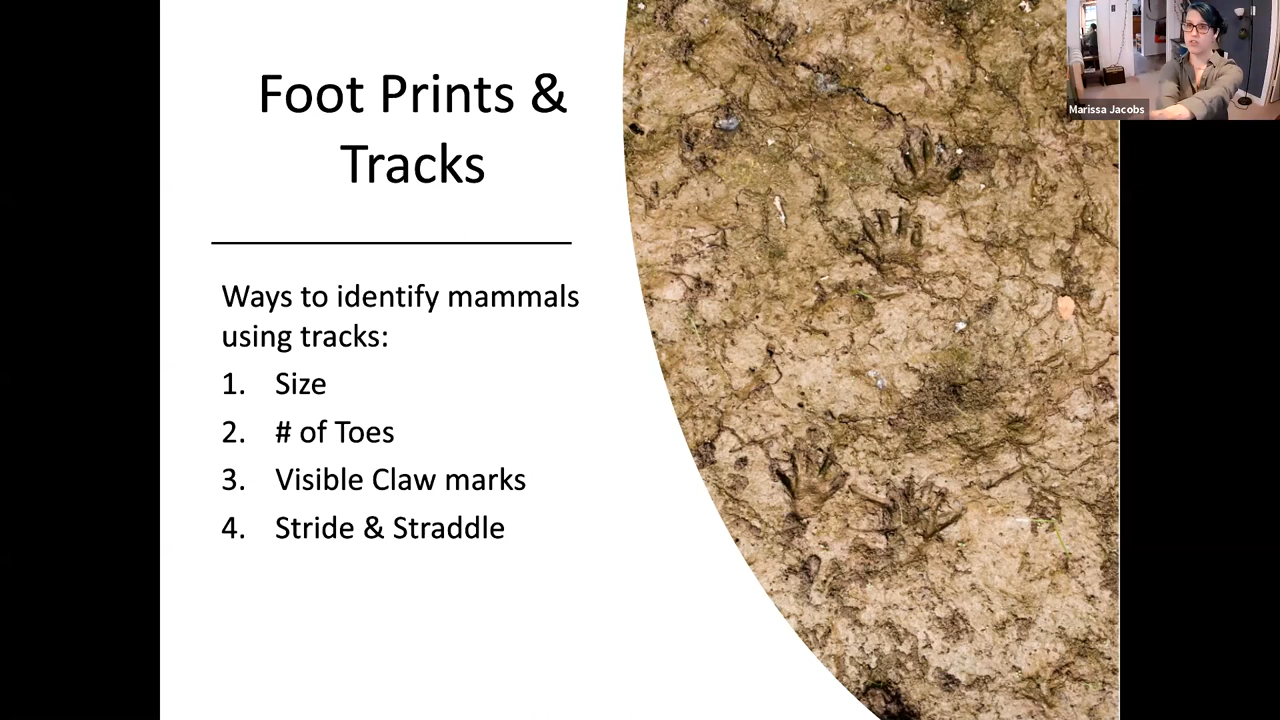 Foot Prints &
Tracks
Ways to identify mammals
using tracks:
1. Size
2. # of Toes
3. Visible Claw marks
4. Stride & Straddle
Marissa Jacobs